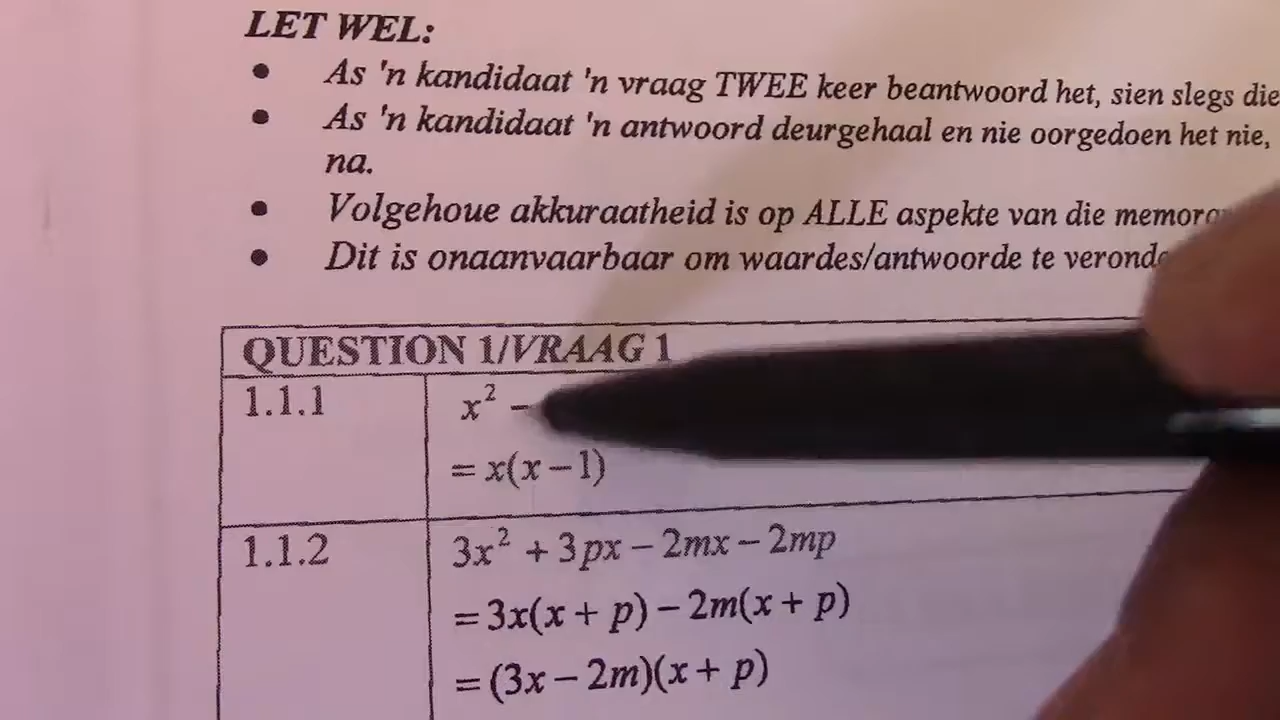 LET WEL:
• As 'n kandidaat 'n vraag TWEE keer beantwoord het, sien slegs die
• As 'n kandidaat 'n antwoord deurgehaal en nie oorgedoen het nie,
na.
• Volgehoue akkuraatheid is op ALLE aspekte van die
• Dit is onaanvaarbaar om waardes/antwoorde te
QUESTION 1/VRAAG 1
1.1.1 x² –
= x(x – 1)
1.1.2 3x² + 3px – 2mx – 2mp
= 3x(x + p) – 2m(x + p)
= (3x – 2m)(x + p)